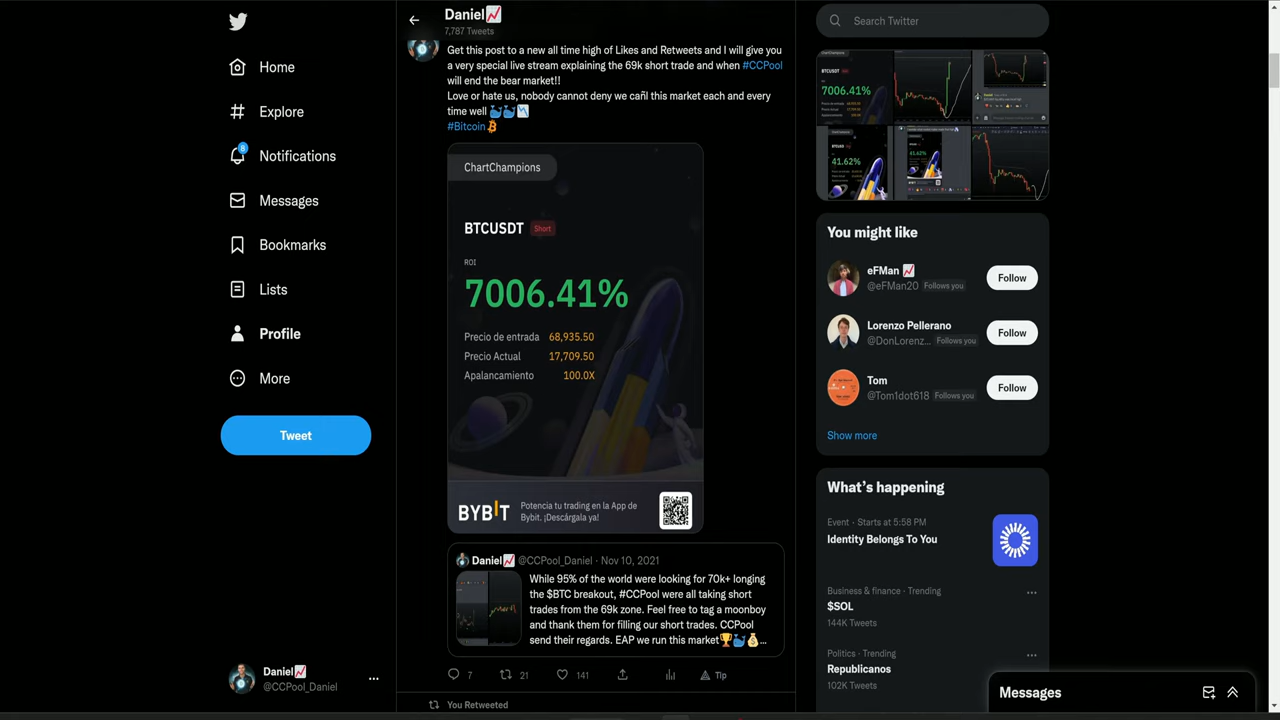 Home
Explore
8
Notifications
Messages
Bookmarks
Lists
Profile
More
Tweet
Daniel📈
@CCPool_Daniel
Daniel📈
7,787 Tweets
Get this post to a new all time high of Likes and Retweets and I will give you
a very special live stream explaining the 69k short trade and when #CCPool
will end the bear market!!
Love or hate us, nobody cannot deny we call this market each and every
time well 🐳🐳📉
#Bitcoin
ChartChampions
BTCUSDT Short
ROI
7006.41%
Precio de entrada 68,935.50
Precio Actual 17,709.50
Apalancamiento 100.0X
BYBIT
Potencia tu trading en la App de
Bybit. ¡Descárgala ya!
Daniel📈 @CCPool_Daniel · Nov 10, 2021
While 95% of the world were looking for 70k+ longing
the $BTC breakout, #CCPool were all taking short
trades from the 69k zone. Feel free to tag a moonboy
and thank them for filling our short trades. CCPool
send their regards. EAP we run this market🏆🐳💰...
7 21 141 Tip
You Retweeted
Search Twitter
ChartChampions
BTCUSDT
7006.41%
41.62%
41.62%
You might like
eFMan 📈
@eFMan20 Follows you
Follow
Lorenzo Pellerano
@DonLorenz... Follows you
Follow
Tom
@Tom1dot618 Follows you
Follow
Show more
What's happening
Event · Starts at 5:58 PM
Identity Belongs To You
Business & finance · Trending
$SOL
144K Tweets
Politics · Trending
Republicanos
102K Tweets
Messages